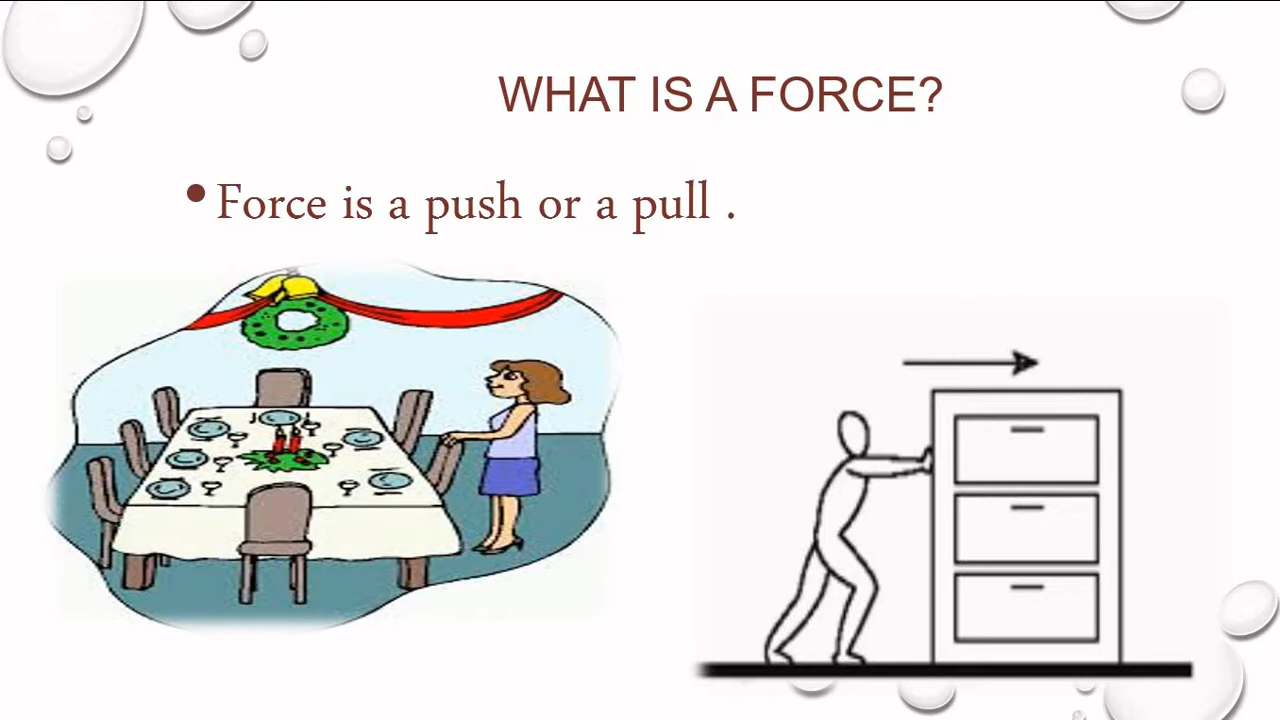 WHAT IS A FORCE?
• Force is a push or a pull .